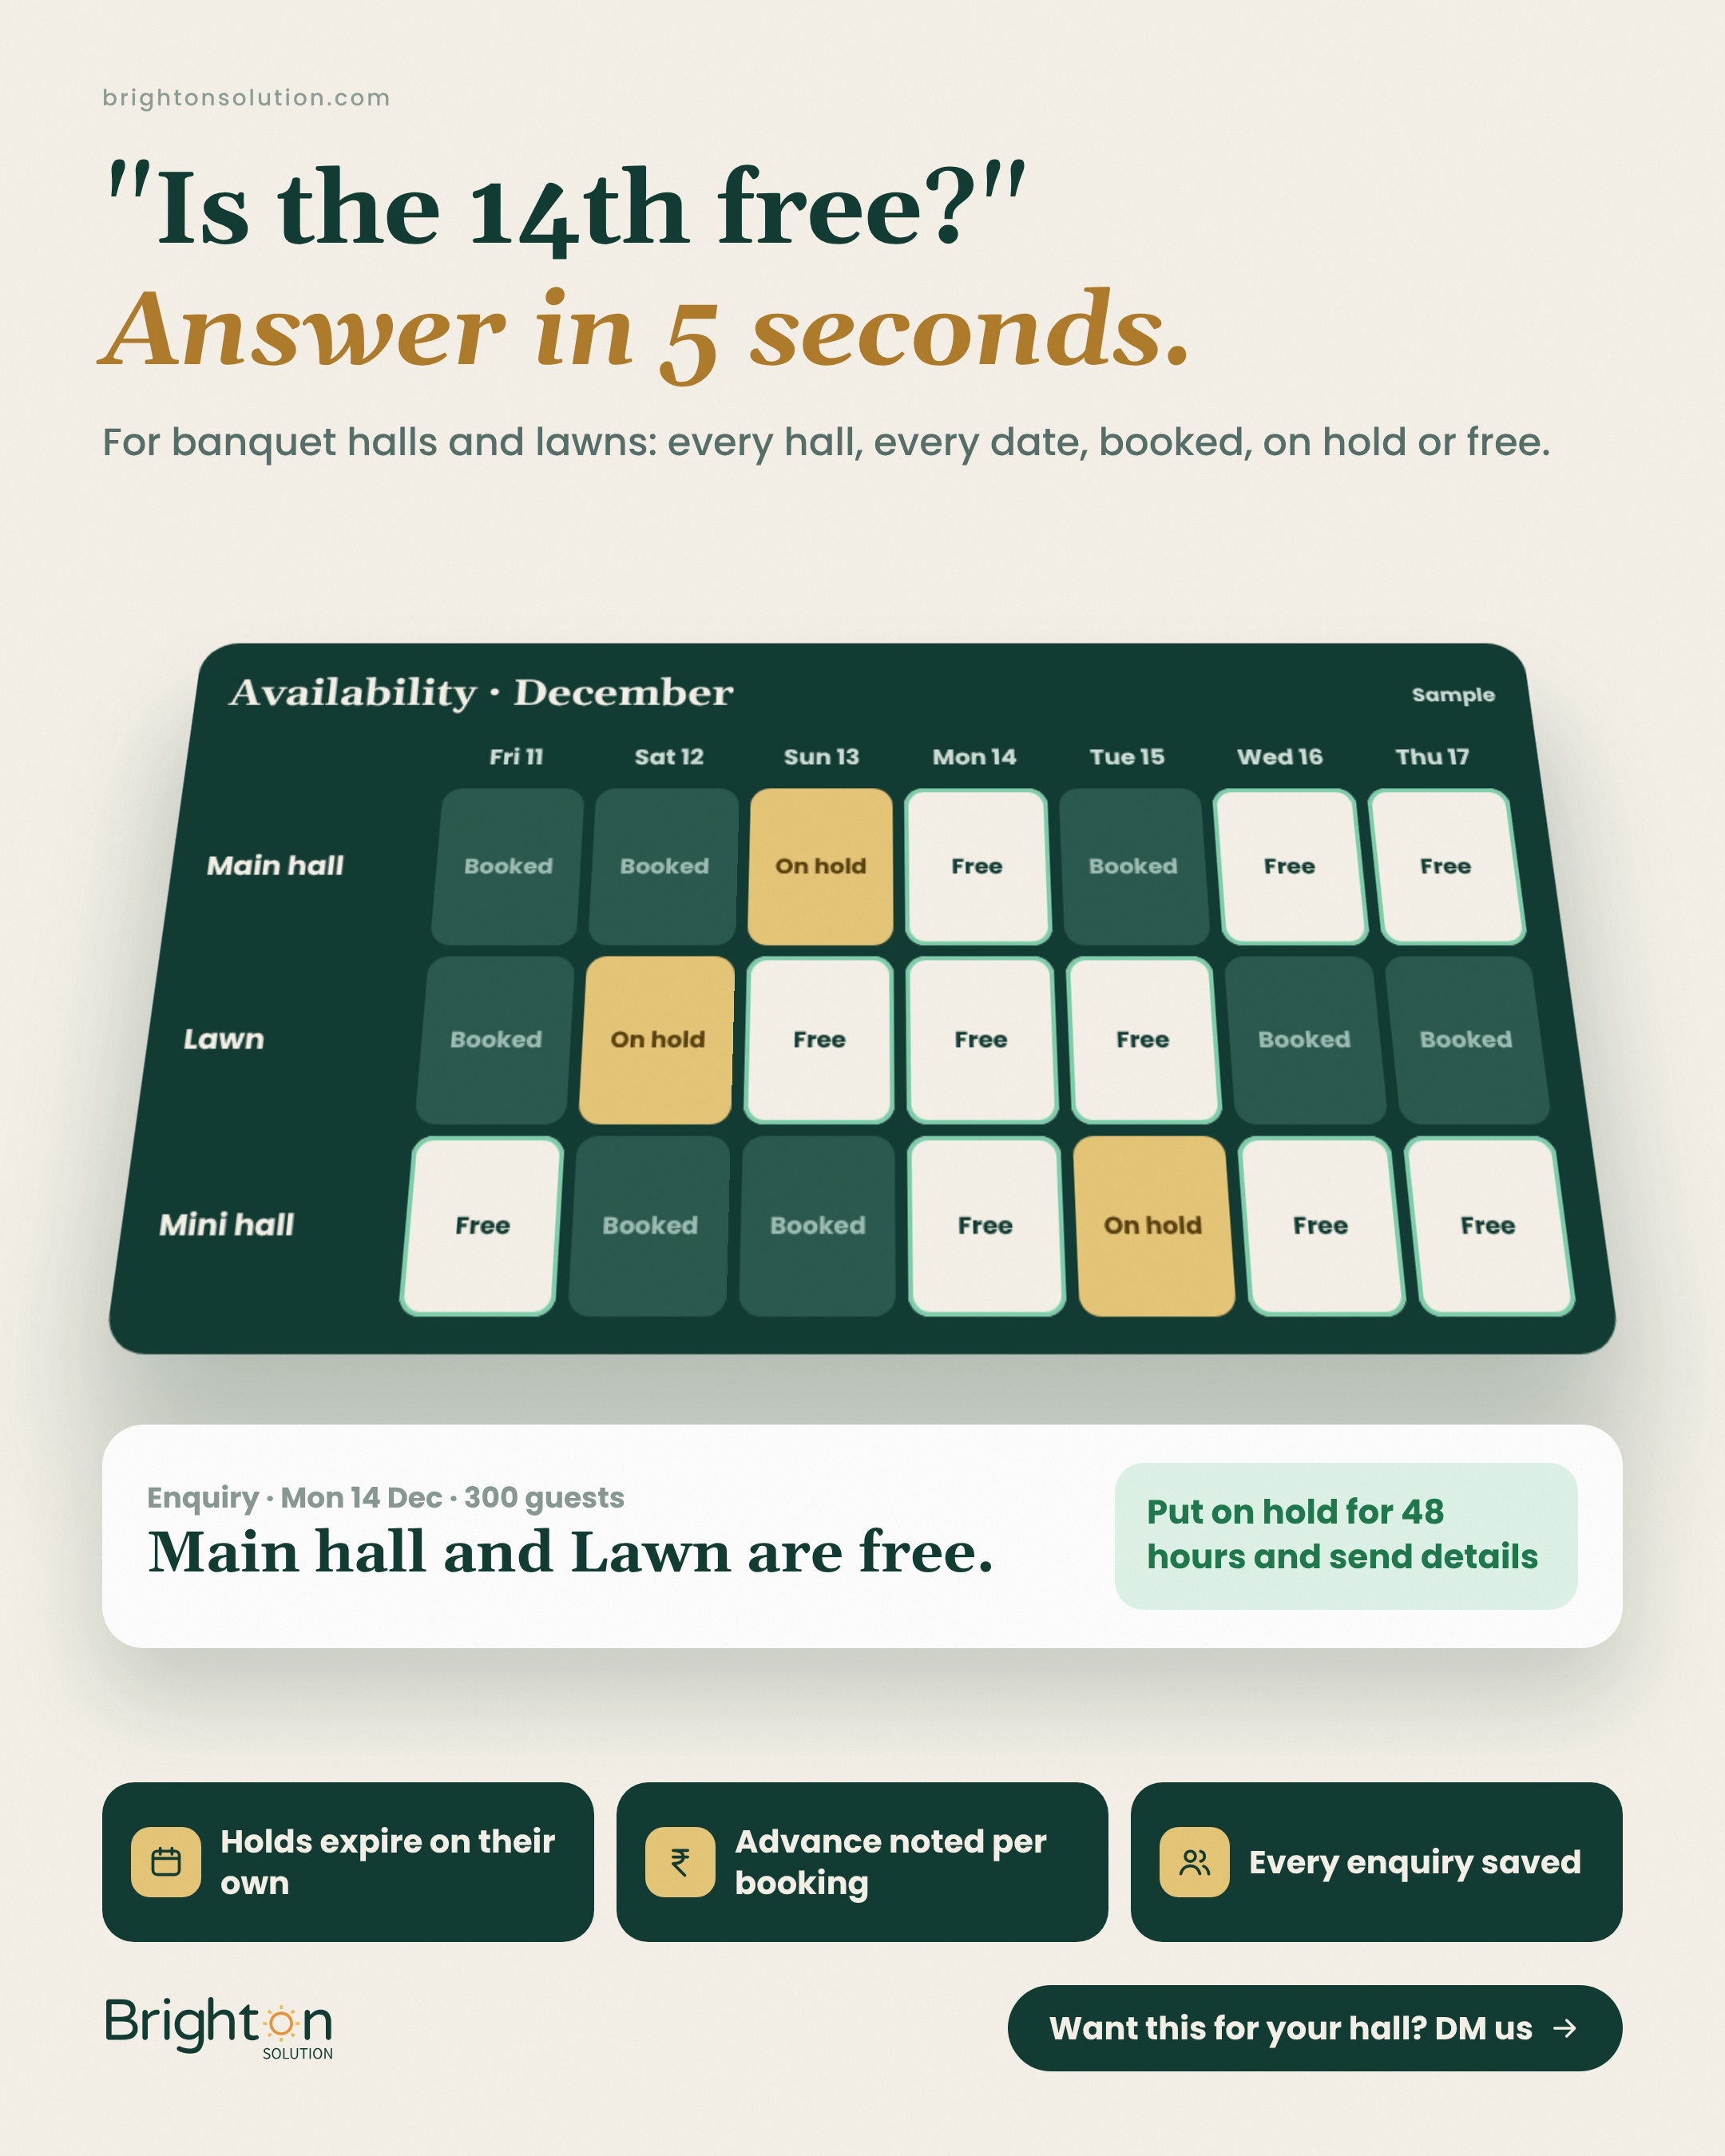 brightonsolution.com
"Is the 14th free?"
Answer in 5 seconds.
For banquet halls and lawns: every hall, every date, booked, on hold or free.
Availability · December
Sample
Fri 11 Sat 12 Sun 13 Mon 14 Tue 15 Wed 16 Thu 17
Main hall Booked Booked On hold Free Booked Free Free
Lawn Booked On hold Free Free Free Booked Booked
Mini hall Free Booked Booked Free On hold Free Free
Enquiry · Mon 14 Dec · 300 guests
Main hall and Lawn are free.
Put on hold for 48
hours and send details
Holds expire on their
own
₹
Advance noted per
booking
Every enquiry saved
Brighton
SOLUTION
Want this for your hall? DM us →